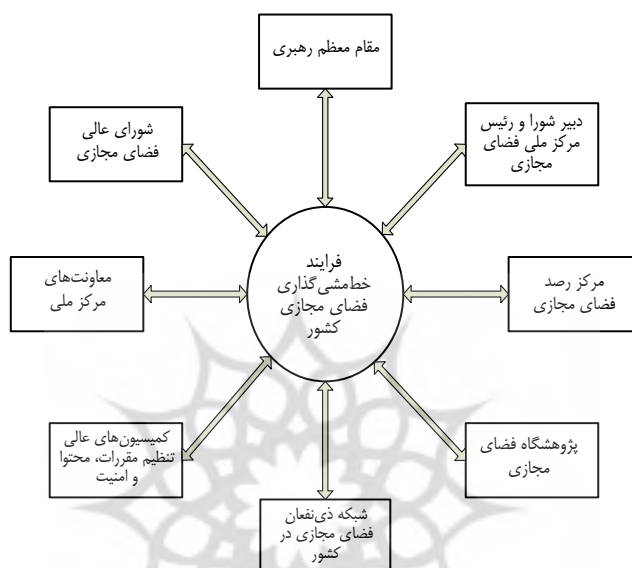 مقام معظم رهبری
شورای عالی
فضای مجازی
دبیر شورا و رئیس
مرکز ملی فضای
مجازی
فرایند
خط‌مشی‌گذاری
فضای مجازی
کشور
معاونت‌های
مرکز ملی
مرکز رصد
فضای مجازی
کمیسیون‌های عالی
تنظیم مقررات، محتوا
و امنیت
پژوهشگاه فضای
مجازی
شبکه ذی‌نفعان
فضای مجازی در
کشور